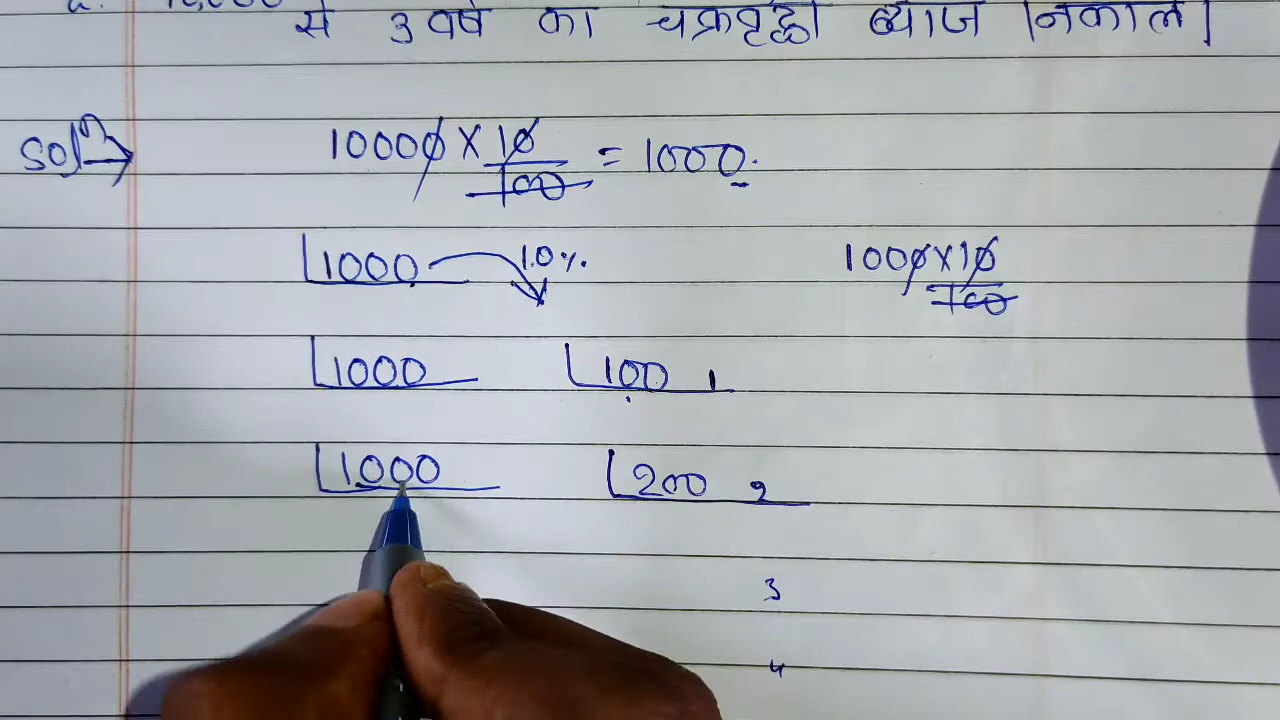 से 3 वर्ष का चक्रवृद्धी ब्याज निकालें|
Solⁿ→ 10000 × 10/100 = 1000.
1000 10%. 1000×10/100
1000 100 1
1000 200 2
3
4